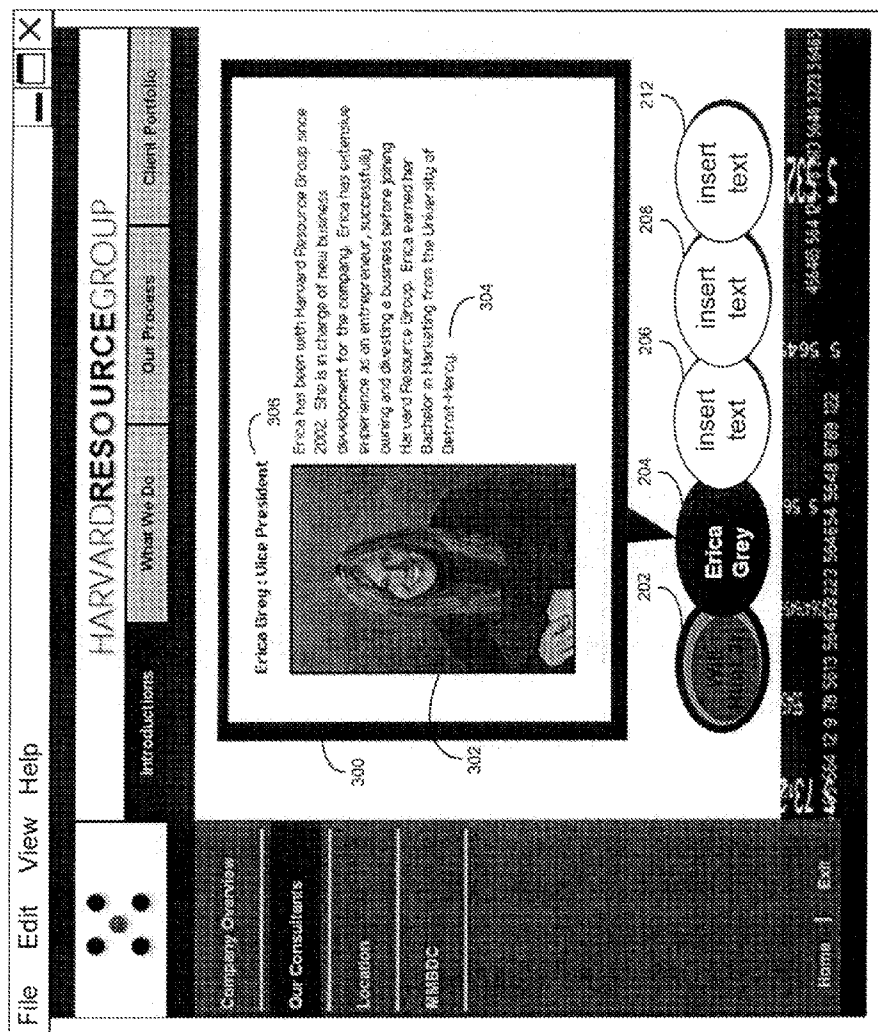 File Edit View Help
HARVARDRESOURCEGROUP
Introductions
What We Do
Our Process
Client Portfolio
Company Overview
Our Consultants
Location
Home | Exit
Erica Grey : Vice President
306
Erica has been with Harvard Resource Group since
2002. She is in charge of new business
development for the company. Erica has extensive
experience as an entrepreneur, successfully
owning and divesting a business before joining
Harvard Resource Group. Erica earned her
Bachelor in Marketing from the University of
Detroit-Mercy.
304
300
302
202
204
206
208
212
Erica
Grey
insert
text
insert
text
insert
text